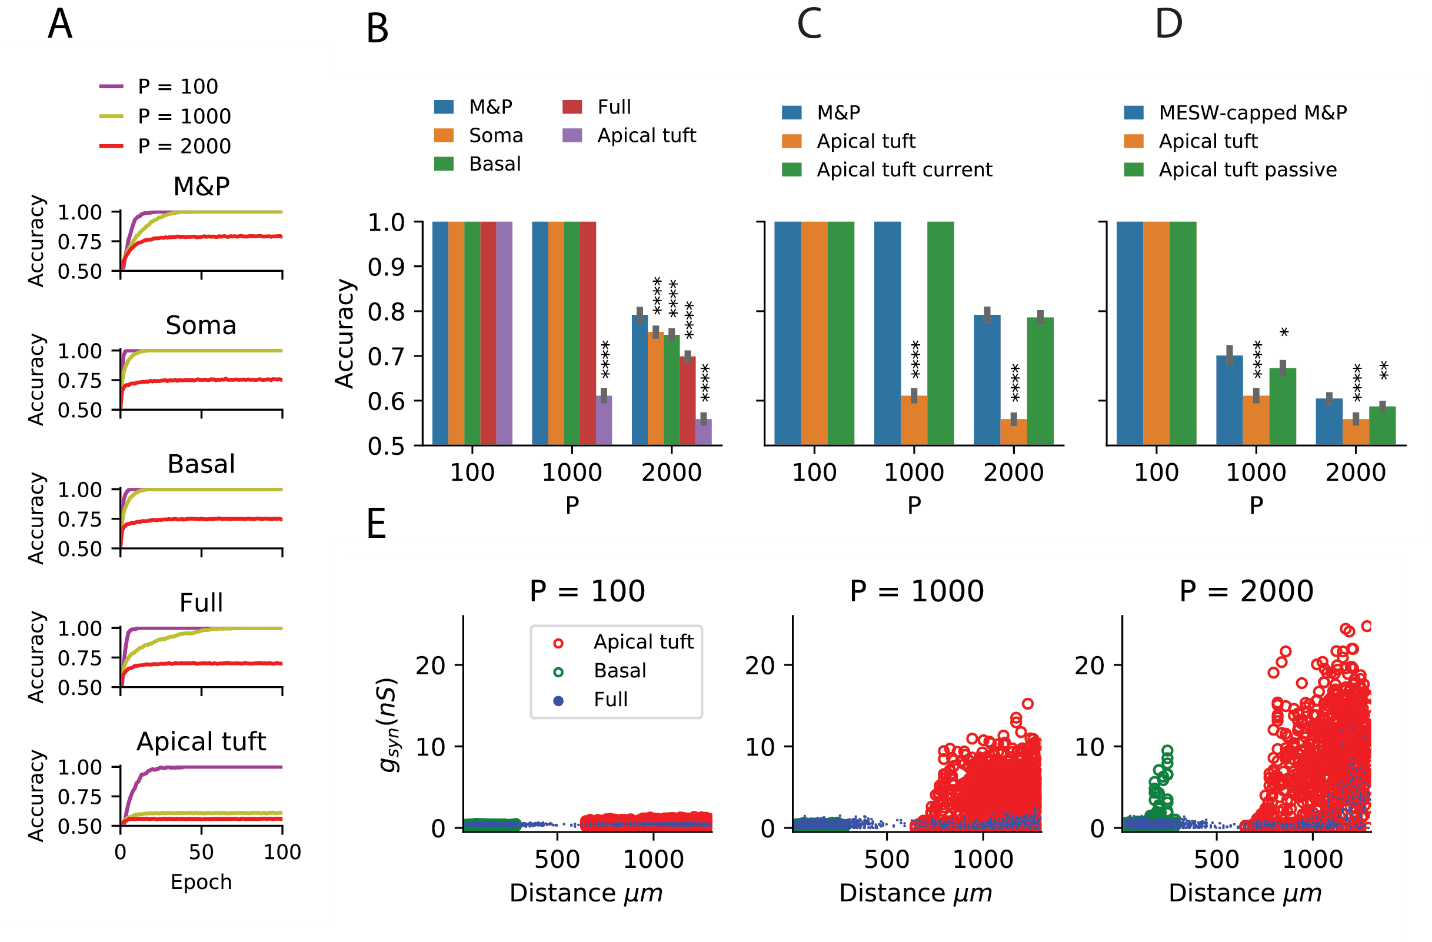 A
P = 100
P = 1000
P = 2000
M&P
Accuracy
1.00
0.75
0.50
Soma
Accuracy
1.00
0.75
0.50
Basal
Accuracy
1.00
0.75
0.50
Full
Accuracy
1.00
0.75
0.50
Apical tuft
Accuracy
1.00
0.75
0.50
0 50 100
Epoch
B
M&P
Soma
Basal
Full
Apical tuft
Accuracy
1.0
0.9
0.8
0.7
0.6
0.5
****
****
****
****
****
100 1000 2000
P
C
M&P
Apical tuft
Apical tuft current
****
****
100 1000 2000
P
D
MESW-capped M&P
Apical tuft
Apical tuft passive
****
*
****
**
100 1000 2000
P
E
P = 100
Apical tuft
Basal
Full
g_syn(nS)
20
10
0
500 1000
Distance μm
P = 1000
20
10
0
500 1000
Distance μm
P = 2000
20
10
0
500 1000
Distance μm